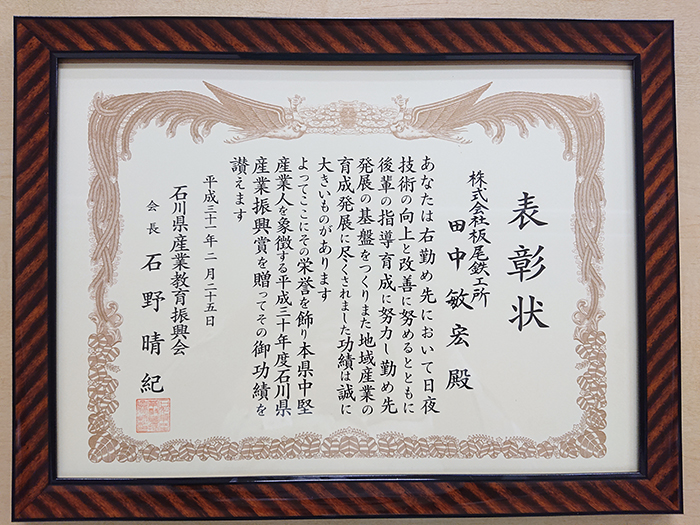 表彰状
株式会社板尾鉄工所
田中敏宏殿
あなたは右勤め先において日夜
技術の向上と改善に努めるとともに
後輩の指導育成に努力し勤め先
発展の基盤をつくりまた地域産業の
育成発展に尽くされました功績は誠に
大きいものがあります
よってここにその栄誉を飾り本県中堅
産業人を象徴する平成三十年度石川県
産業振興賞を贈ってその御功績を
讃えます
平成三十一年二月二十五日
石川県産業教育振興会
会長 石野晴紀